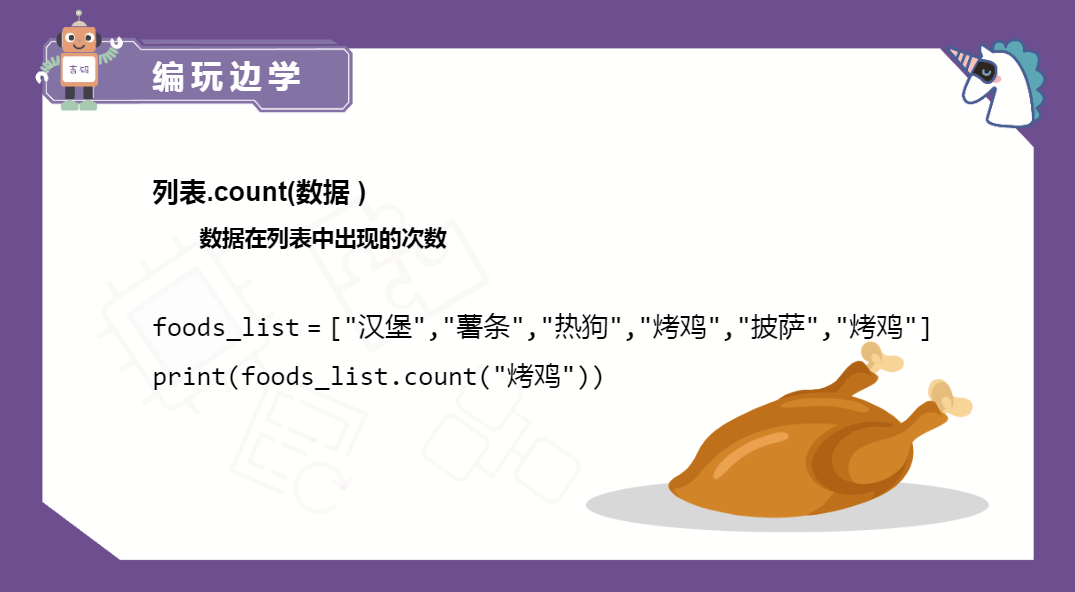 吉码
编玩边学
列表.count(数据 )
数据在列表中出现的次数
foods_list = ["汉堡","薯条","热狗","烤鸡","披萨","烤鸡"]
print(foods_list.count("烤鸡"))